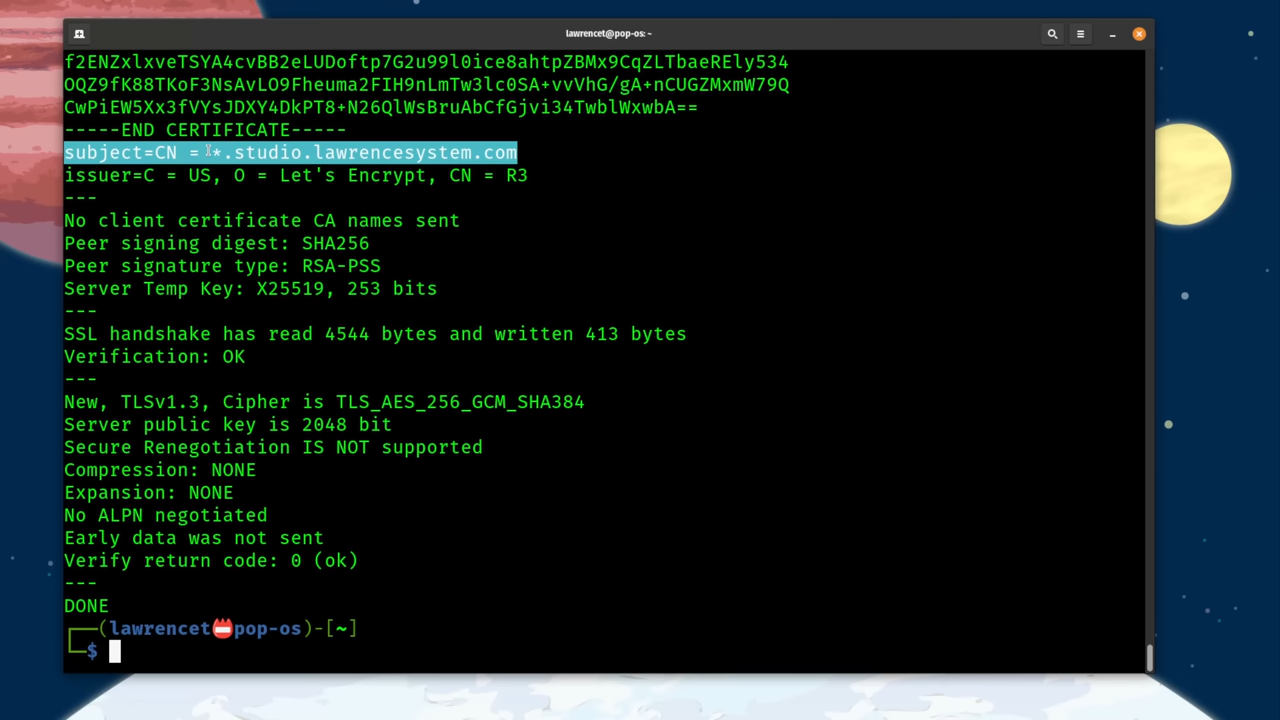 lawrencet@pop-os: ~
f2ENZxlxveTSYA4cvBB2eLUDoftp7G2u99l0ice8ahtpZBMx9CqZLTbaeREly534
OQZ9fK88TKoF3NsAvLO9Fheuma2FIH9nLmTw3lc0SA+vvVhG/gA+nCUGZMxmW79Q
CwPiEW5Xx3fVYsJDXY4DkPT8+N26QlWsBruAbCfGjvi34TwblWxwbA==
-----END CERTIFICATE-----
subject=CN = *.studio.lawrencesystem.com
issuer=C = US, O = Let's Encrypt, CN = R3
---
No client certificate CA names sent
Peer signing digest: SHA256
Peer signature type: RSA-PSS
Server Temp Key: X25519, 253 bits
---
SSL handshake has read 4544 bytes and written 413 bytes
Verification: OK
---
New, TLSv1.3, Cipher is TLS_AES_256_GCM_SHA384
Server public key is 2048 bit
Secure Renegotiation IS NOT supported
Compression: NONE
Expansion: NONE
No ALPN negotiated
Early data was not sent
Verify return code: 0 (ok)
---
DONE
┌──(lawrencet📛pop-os)-[~]
└─$